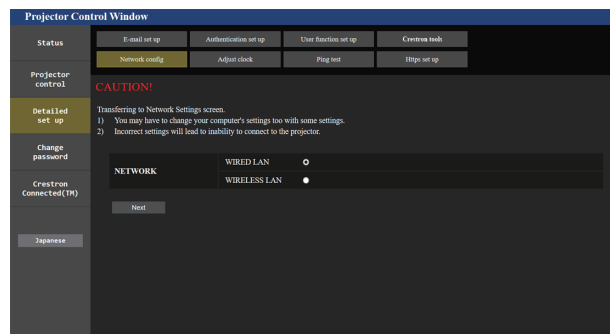 Projector Control Window
Status
E-mail set up
Authentication set up
User function set up
Crestron tools
Network config
Adjust clock
Ping test
Https set up
Projector
control
CAUTION!
Detailed
set up
Transferring to Network Settings screen.
1) You may have to change your computer's settings too with some settings.
2) Incorrect settings will lead to inability to connect to the projector.
Change
password
NETWORK
WIRED LAN
WIRELESS LAN
Crestron
Connected(TM)
Next
Japanese